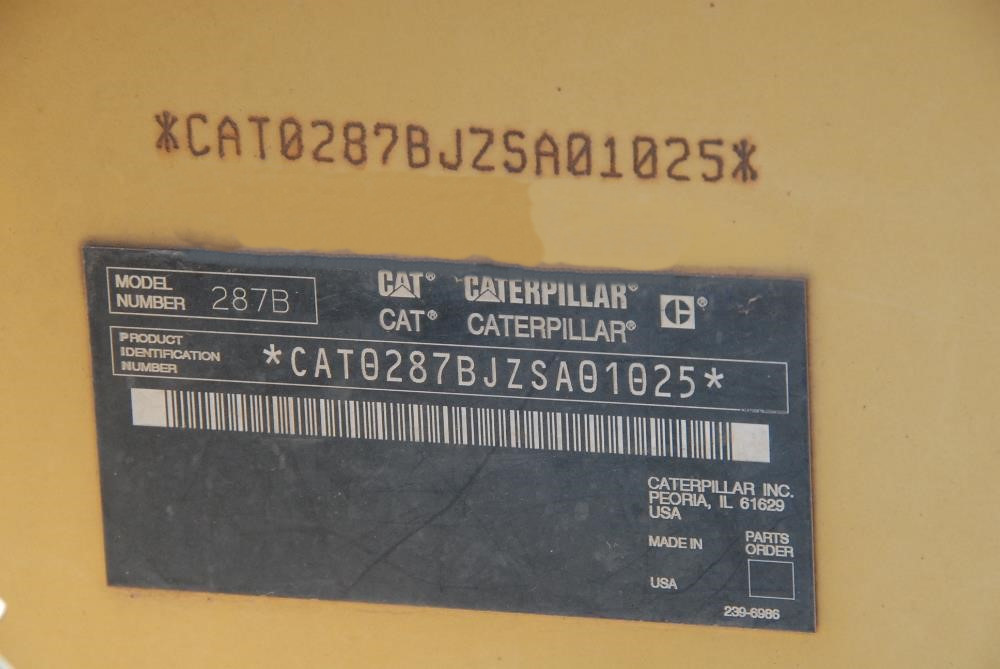 *CAT0287BJZSA01025*
MODEL NUMBER 287B
CAT® CATERPILLAR® C®
CAT® CATERPILLAR®
PRODUCT IDENTIFICATION NUMBER *CAT0287BJZSA01025*
CATERPILLAR INC.
PEORIA, IL 61629
USA
MADE IN
PARTS ORDER
USA
239-6986